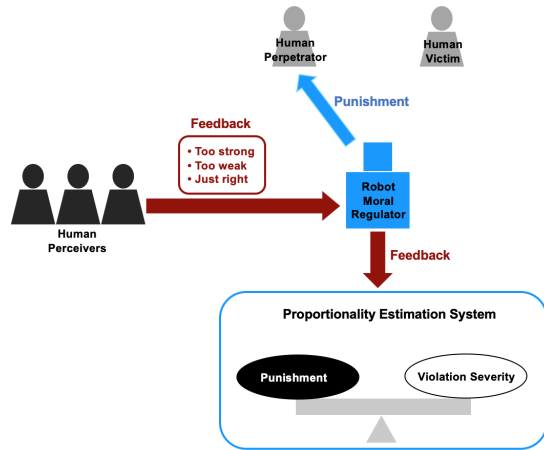 Human
Perpetrator
Human
Victim
Punishment
Feedback
• Too strong
• Too weak
• Just right
Human
Perceivers
Robot
Moral
Regulator
Feedback
Proportionality Estimation System
Punishment
Violation Severity